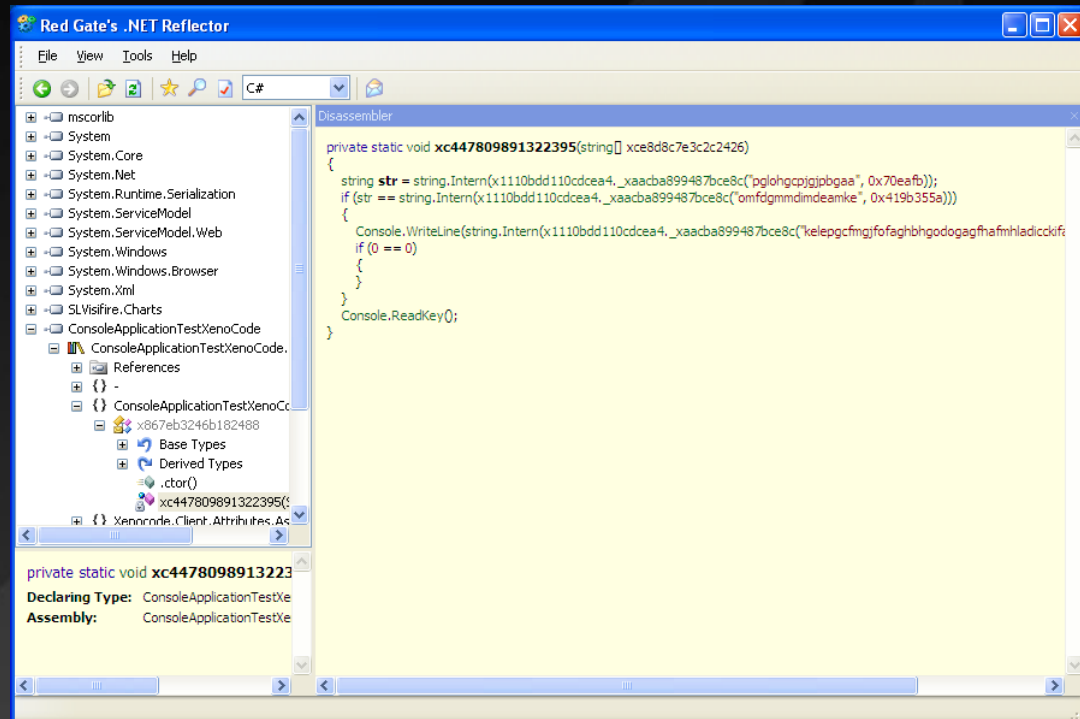 Red Gate's .NET Reflector
File View Tools Help
C#
mscorlib
System
System.Core
System.Net
System.Runtime.Serialization
System.ServiceModel
System.ServiceModel.Web
System.Windows
System.Windows.Browser
System.Xml
SLVisifire.Charts
ConsoleApplicationTestXenoCode
ConsoleApplicationTestXenoCode.
References
{} -
{} ConsoleApplicationTestXenoCo
x867eb3246b182488
Base Types
Derived Types
.ctor()
xc447809891322395(S
{} Xenocode.Client.Attributes.As
private static void xc4478098913223
Declaring Type: ConsoleApplicationTestXe
Assembly: ConsoleApplicationTestXe
Disassembler
private static void xc447809891322395(string[] xce8d8c7e3c2c2426)
{
string str = string.Intern(x1110bdd110cdcea4._xaacba899487bce8c("pglohgcpjgjpbgaa", 0x70eafb));
if (str == string.Intern(x1110bdd110cdcea4._xaacba899487bce8c("omfdgmmdimdeamke", 0x419b355a)))
{
Console.WriteLine(string.Intern(x1110bdd110cdcea4._xaacba899487bce8c("kelepgcfmgjfofaghbhgodogagfhafmhladicckifa
if (0 == 0)
{
}
}
Console.ReadKey();
}